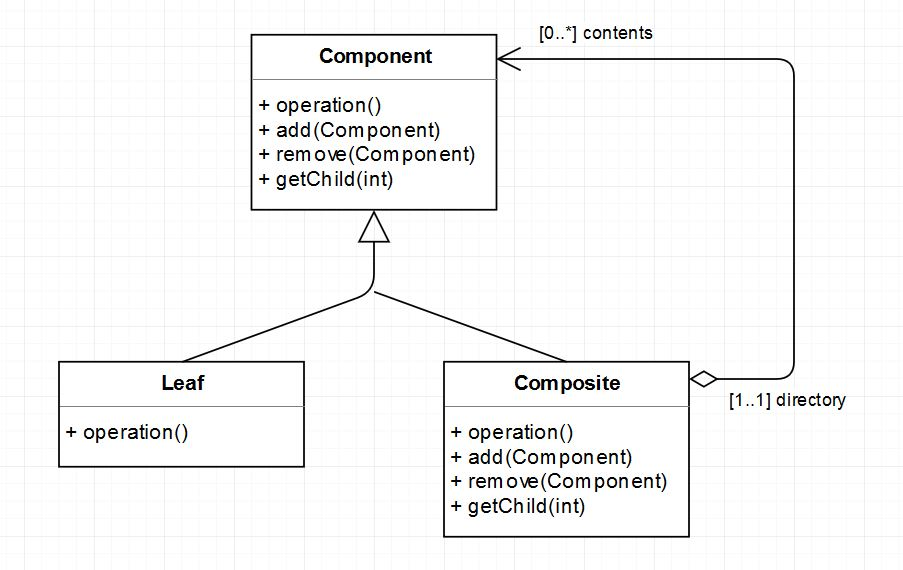 [0..*] contents
Component
+ operation()
+ add(Component)
+ remove(Component)
+ getChild(int)
Leaf
+ operation()
Composite
+ operation()
+ add(Component)
+ remove(Component)
+ getChild(int)
[1..1] directory